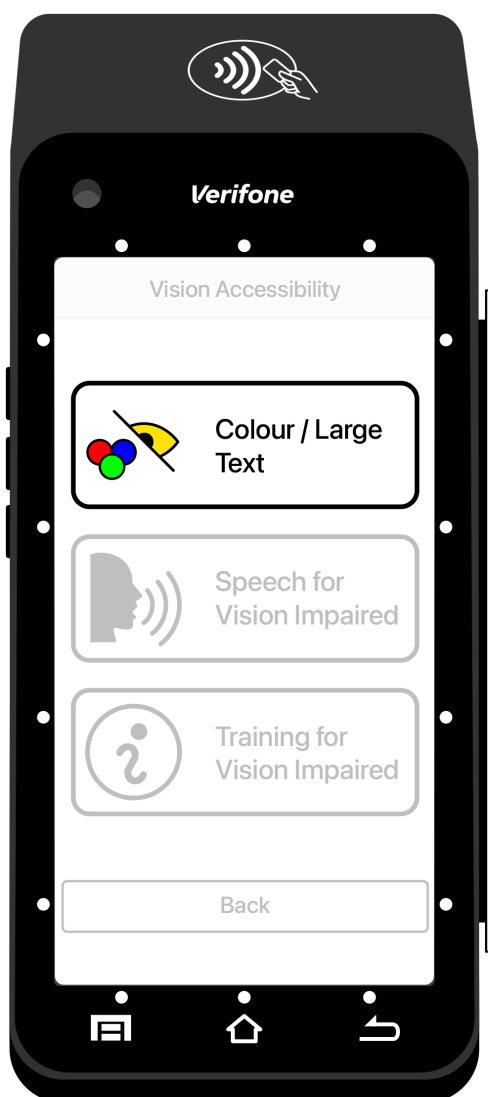 Verifone
Vision Accessibility
Colour / Large
Text
Speech for
Vision Impaired
Training for
Vision Impaired
Back